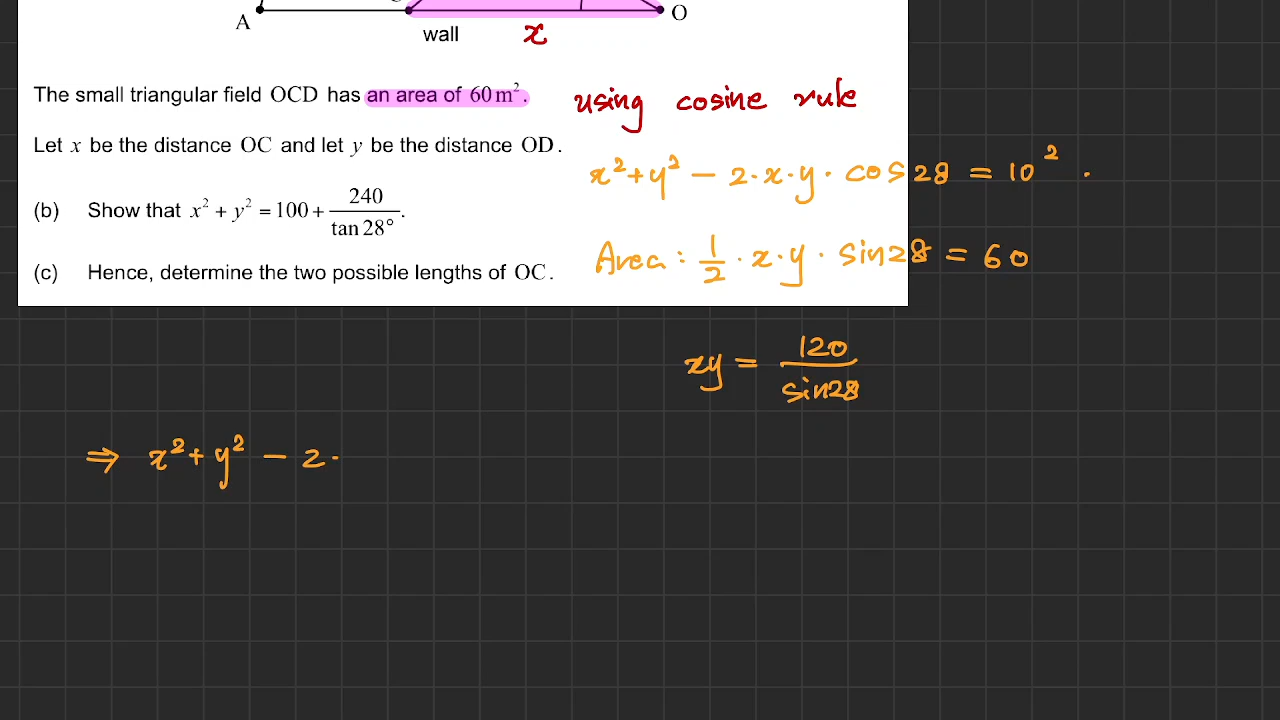 A
O
wall
x
The small triangular field OCD has an area of 60 m².
using cosine rule
Let x be the distance OC and let y be the distance OD.
x² + y² − 2·x·y· cos 28 = 10² .
(b) Show that x² + y² = 100 + 240/tan 28°.
Area : 1/2 · x·y · sin28 = 60
(c) Hence, determine the two possible lengths of OC.
xy = 120/sin28
⇒ x² + y² − 2·